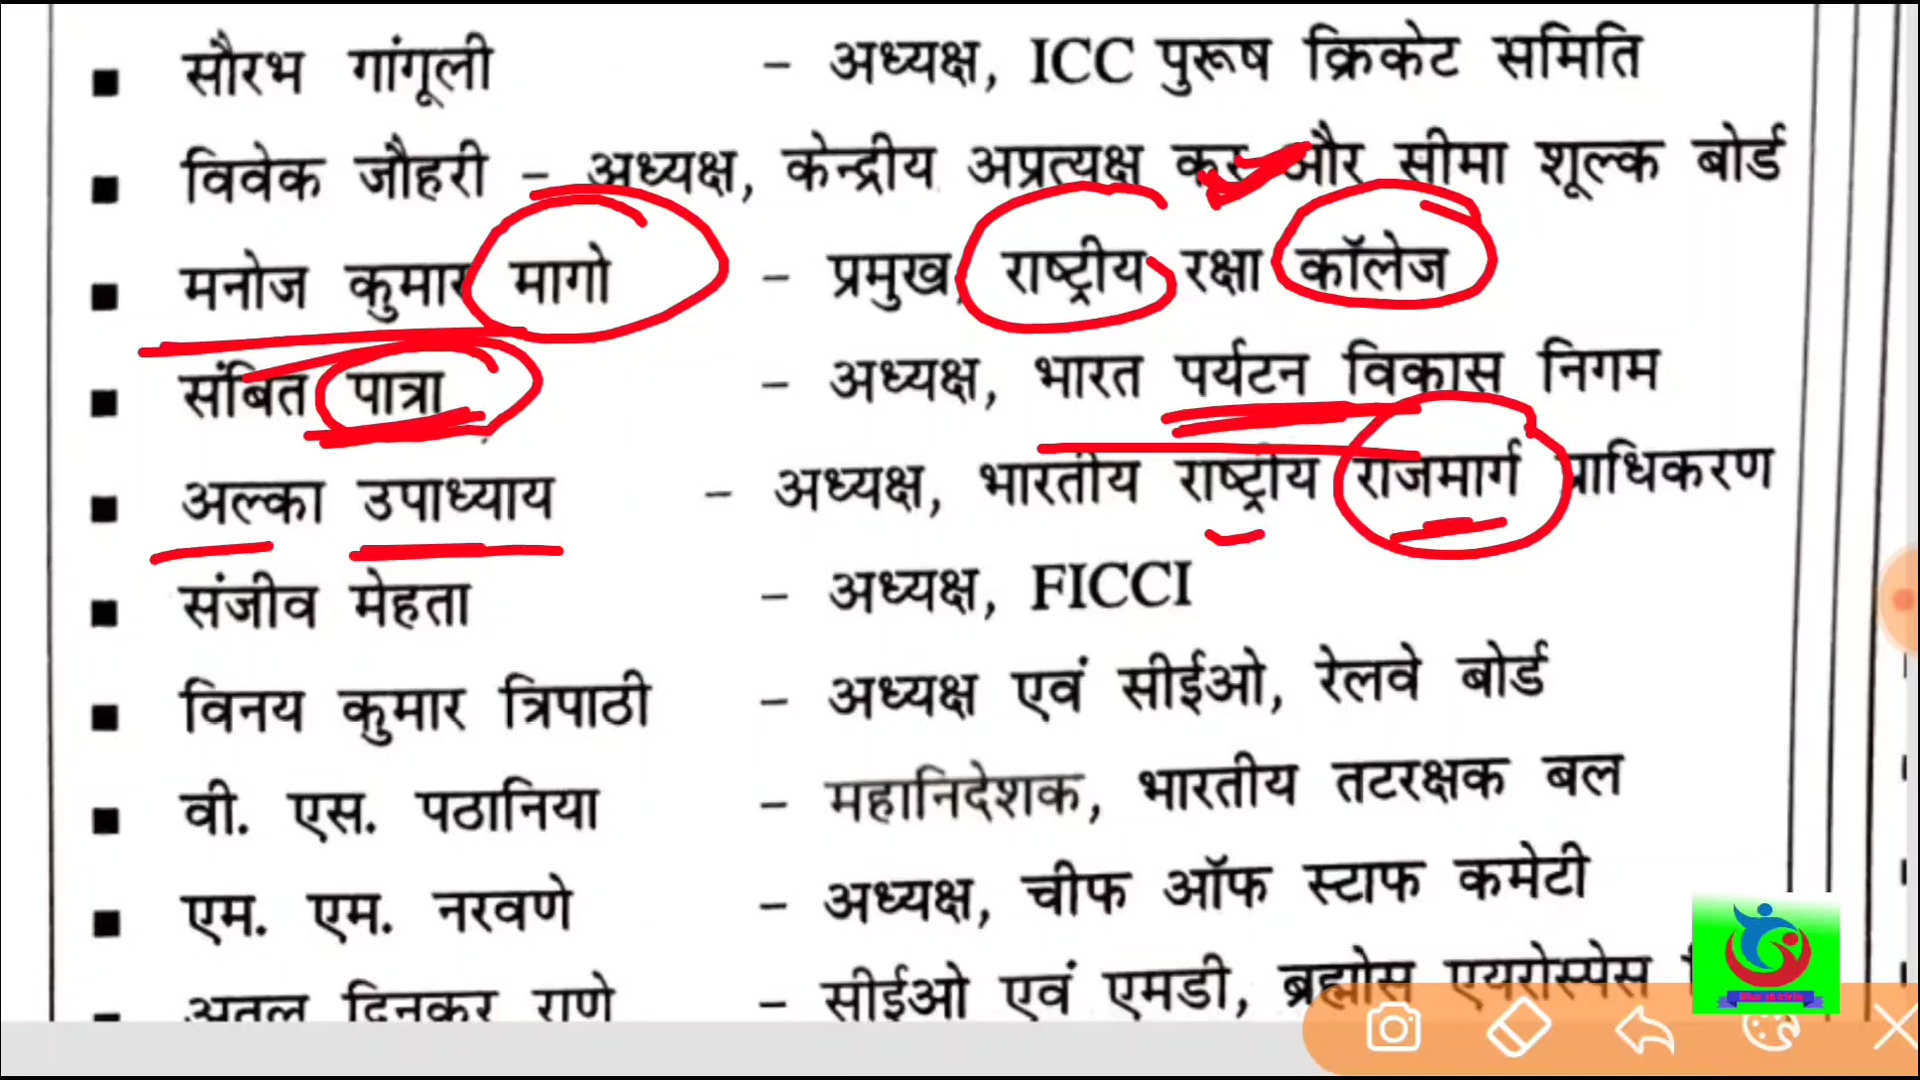 ■ सौरभ गांगूली – अध्यक्ष, ICC पुरूष क्रिकेट समिति
■ विवेक जौहरी – अध्यक्ष, केन्द्रीय अप्रत्यक्ष कर और सीमा शूल्क बोर्ड
■ मनोज कुमार मागो – प्रमुख, राष्ट्रीय रक्षा कॉलेज
■ संबित पात्रा – अध्यक्ष, भारत पर्यटन विकास निगम
■ अल्का उपाध्याय – अध्यक्ष, भारतीय राष्ट्रीय राजमार्ग प्राधिकरण
■ संजीव मेहता – अध्यक्ष, FICCI
■ विनय कुमार त्रिपाठी – अध्यक्ष एवं सीईओ, रेलवे बोर्ड
■ वी. एस. पठानिया – महानिदेशक, भारतीय तटरक्षक बल
■ एम. एम. नरवणे – अध्यक्ष, चीफ ऑफ स्टाफ कमेटी
■ अतुल दिनकर राणे – सीईओ एवं एमडी, ब्रह्मोस एयरोस्पेस